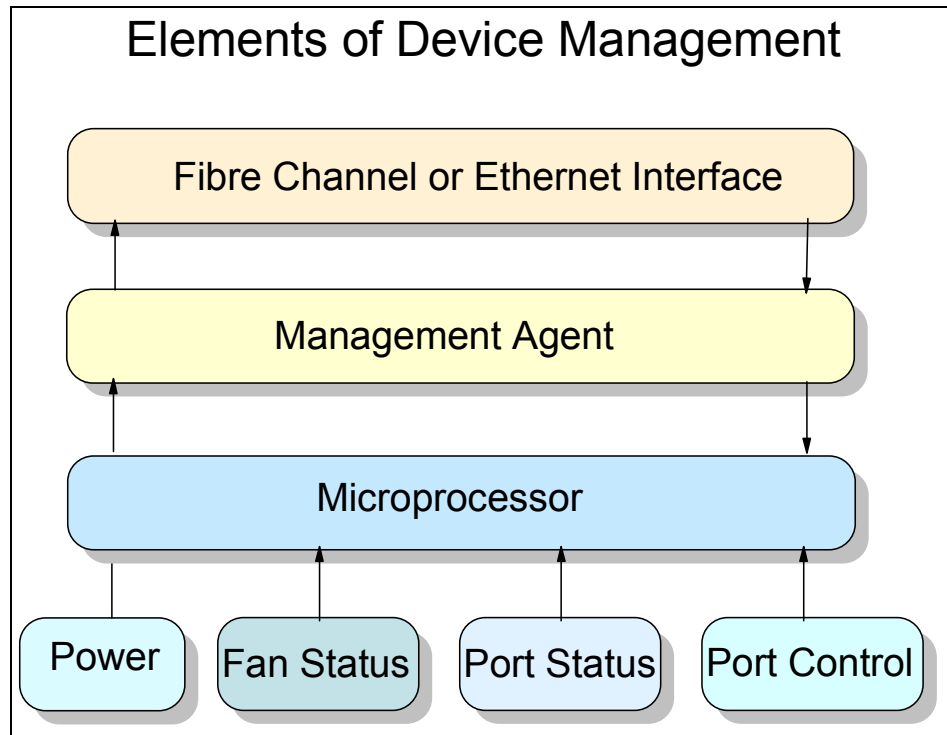 Elements of Device Management
Fibre Channel or Ethernet Interface
Management Agent
Microprocessor
Power
Fan Status
Port Status
Port Control